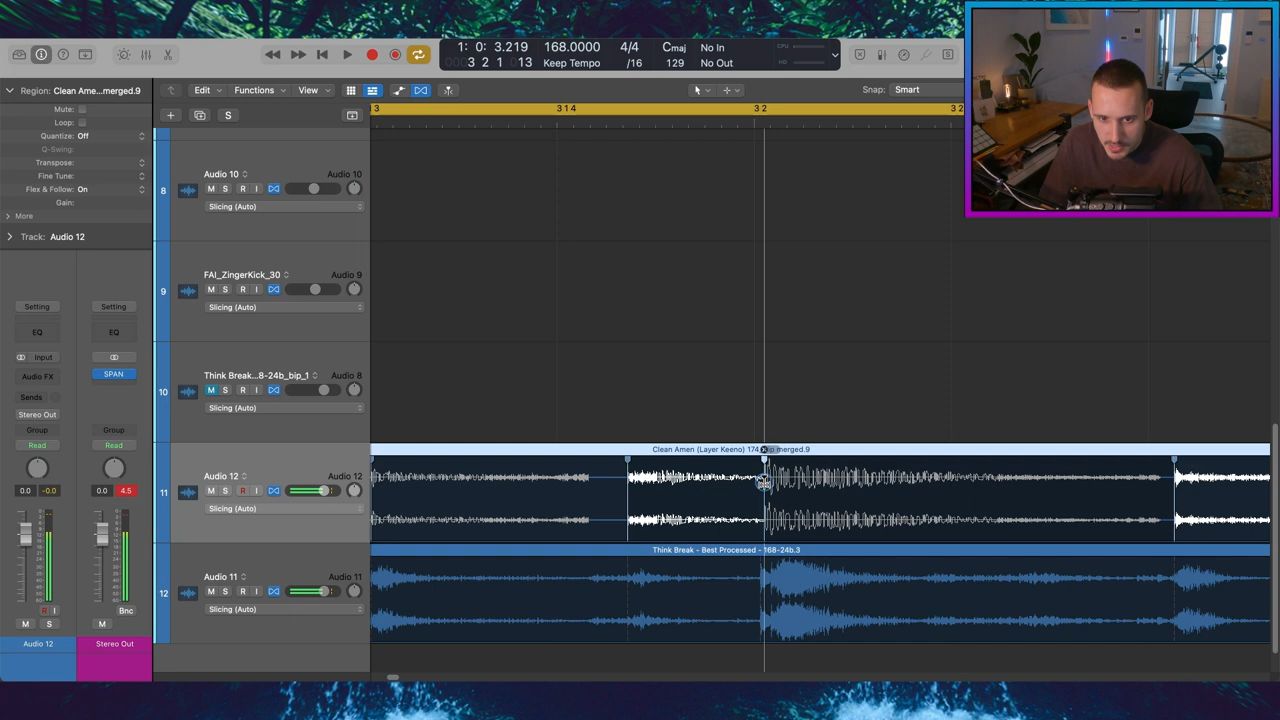 1: 0: 3.219
168.0000
4/4
Cmaj
No In
CPU
0003 2 1 013
Keep Tempo
/16
129
No Out
HD
S
Region: Clean Ame...merged.9
Edit
Functions
View
Snap: Smart
Mute:
Loop:
Quantize: Off
Q-Swing:
Transpose:
Fine Tune:
Flex & Follow: On
Gain:
More
Track: Audio 12
S
3
3 1 4
3 2
3 2
8
Audio 10
Audio 10
M S R I
Slicing (Auto)
9
FAI_ZingerKick_30
Audio 9
M S R I
Slicing (Auto)
10
Think Break...8-24b_bip_1
Audio 8
M S R I
Slicing (Auto)
11
Audio 12
Audio 12
M S R I
Slicing (Auto)
12
Audio 11
Audio 11
M S R I
Slicing (Auto)
Clean Amen (Layer Keeno) 174
merged.9
Think Break - Best Processed - 168-24b.3
Setting
Setting
EQ
EQ
Input
Audio FX
SPAN
Sends
Stereo Out
Group
Group
Read
Read
0.0
-0.0
0.0
4.5
R I
Bnc
M
S
M
Audio 12
Stereo Out